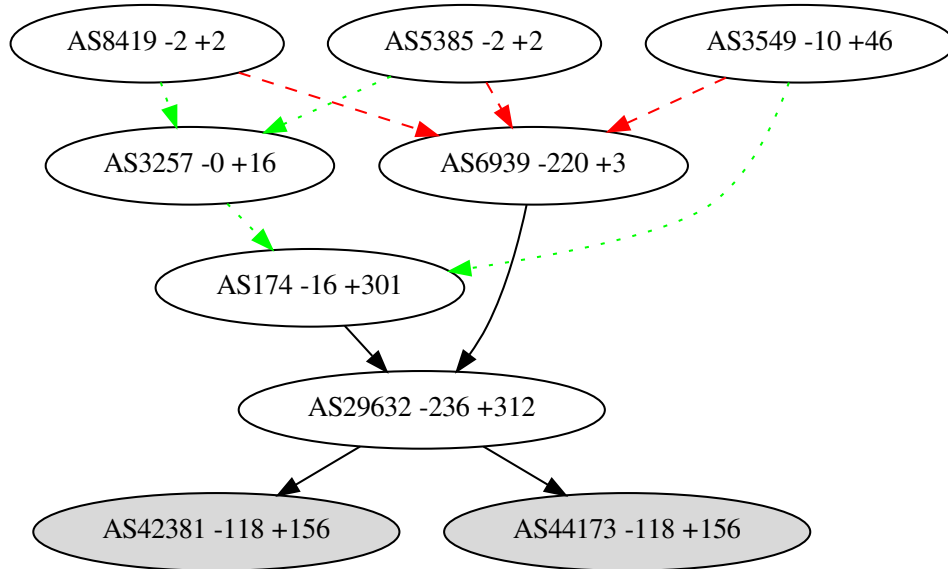 AS8419 -2 +2
AS5385 -2 +2
AS3549 -10 +46
AS3257 -0 +16
AS6939 -220 +3
AS174 -16 +301
AS29632 -236 +312
AS42381 -118 +156
AS44173 -118 +156